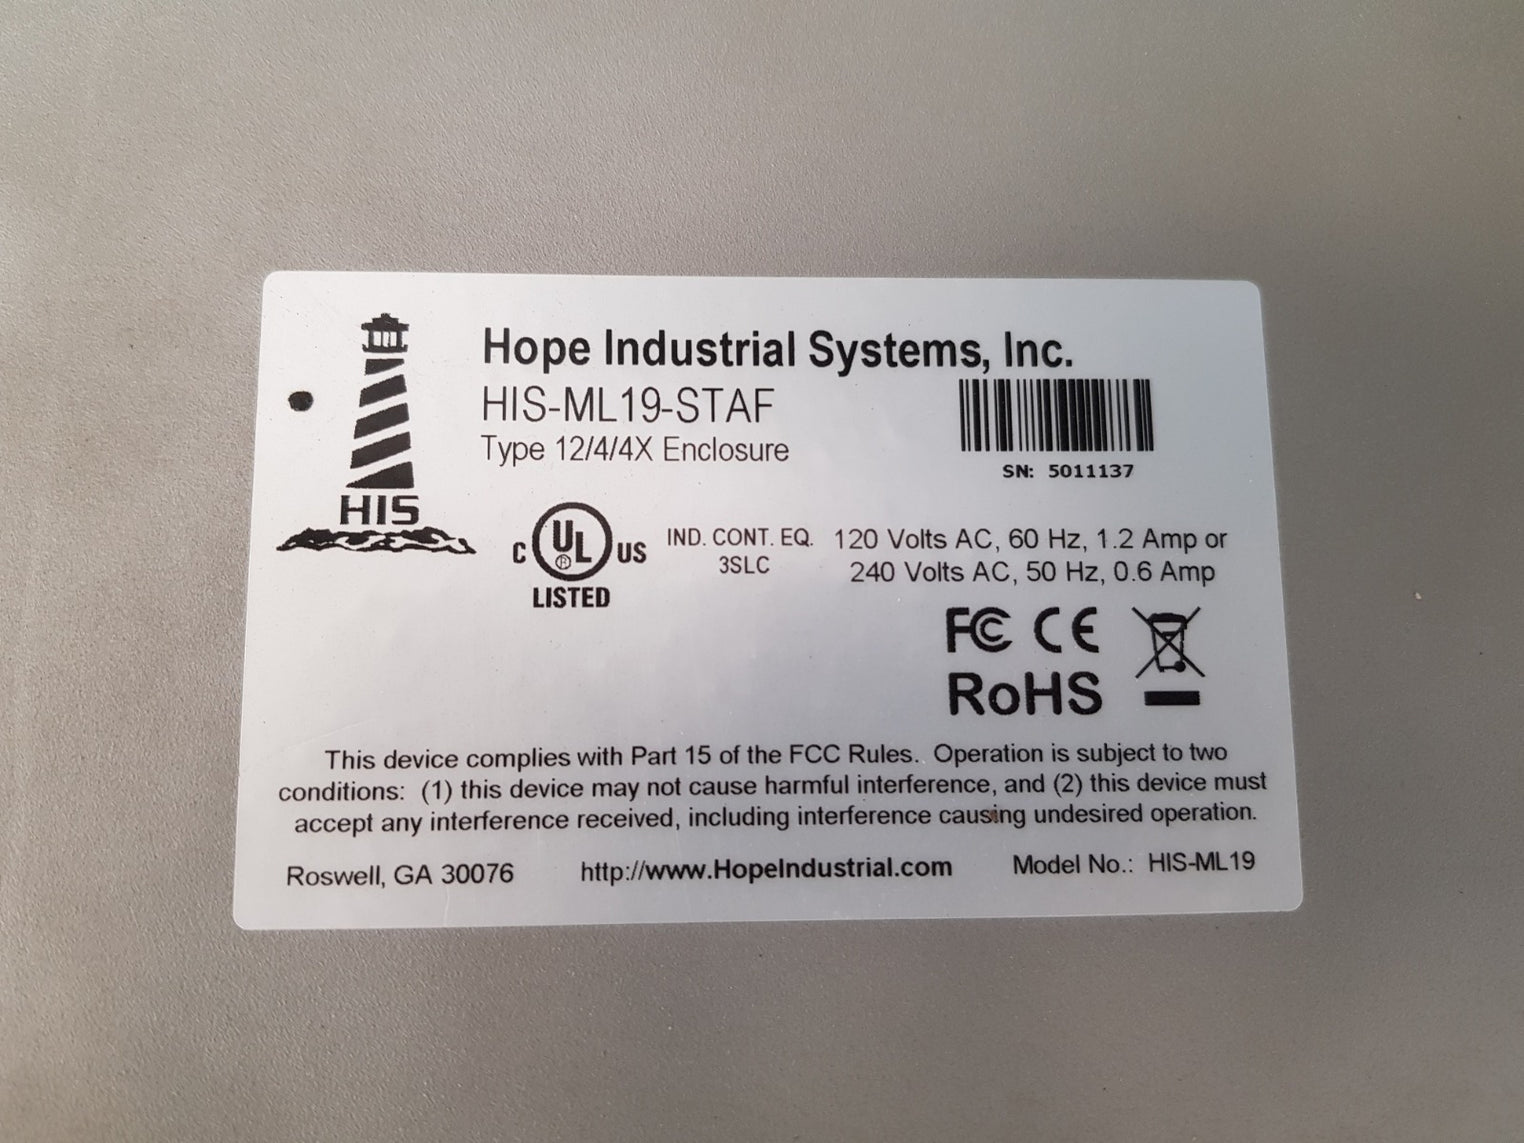 Hope Industrial Systems, Inc.
HIS-ML19-STAF
Type 12/4/4X Enclosure
SN: 5011137
HIS
C UL ® US
LISTED
IND. CONT. EQ.
3SLC
120 Volts AC, 60 Hz, 1.2 Amp or
240 Volts AC, 50 Hz, 0.6 Amp
FC CE
RoHS
This device complies with Part 15 of the FCC Rules. Operation is subject to two
conditions: (1) this device may not cause harmful interference, and (2) this device must
accept any interference received, including interference causing undesired operation.
Roswell, GA 30076 http://www.HopeIndustrial.com Model No.: HIS-ML19